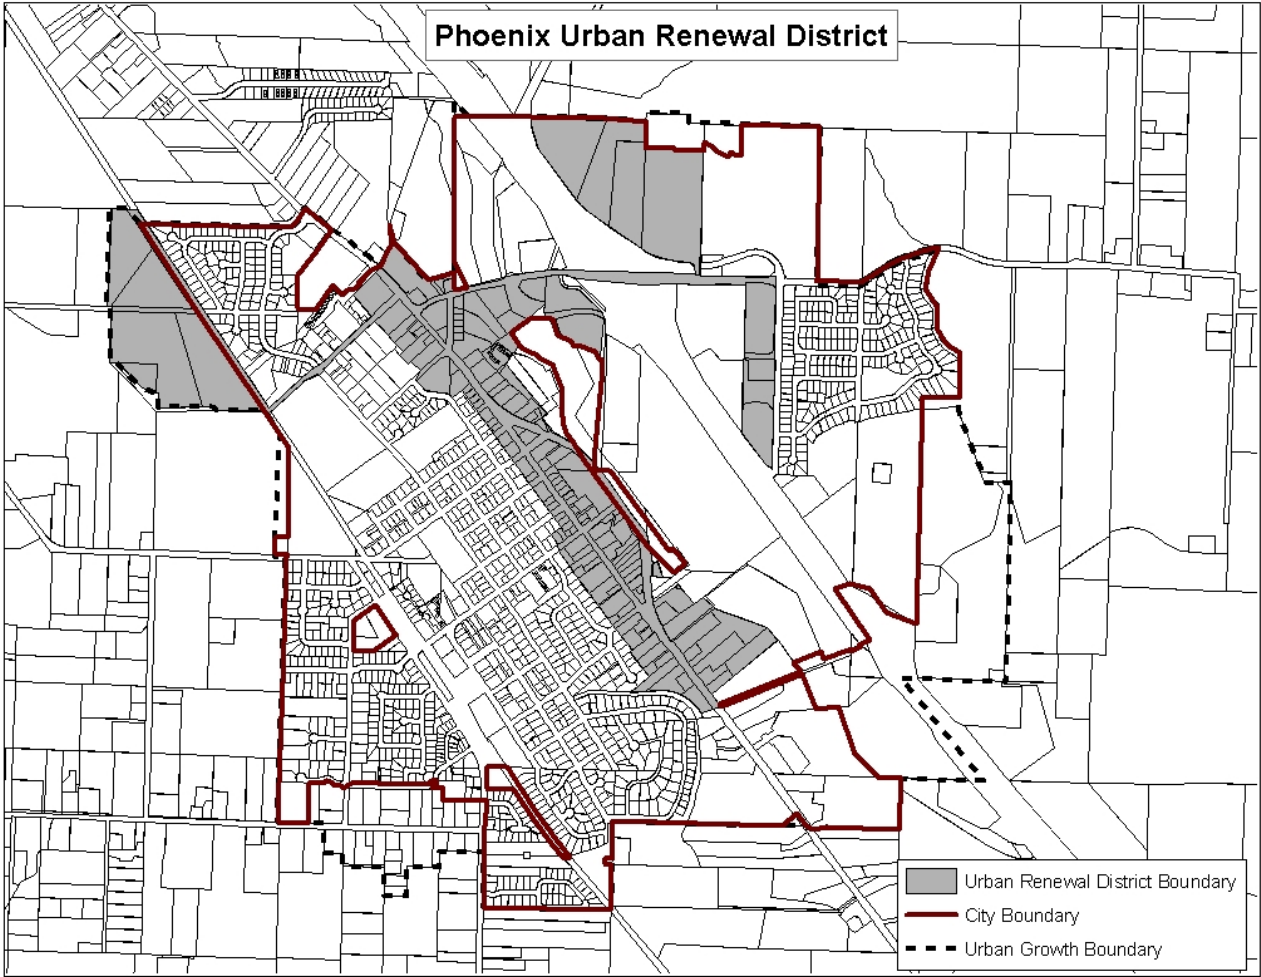 Phoenix Urban Renewal District
Urban Renewal District Boundary
City Boundary
Urban Growth Boundary